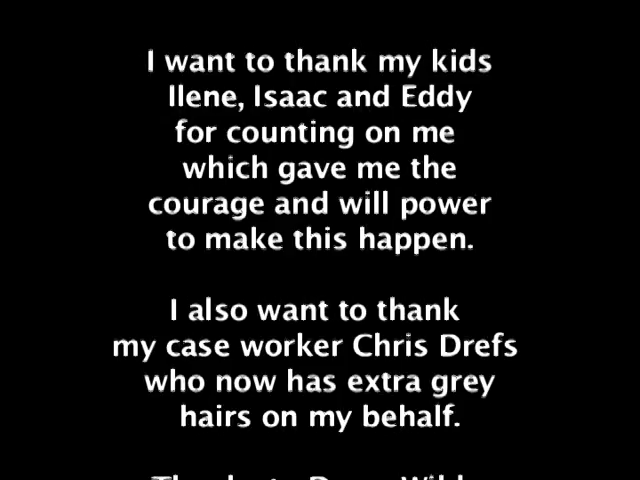 I want to thank my kids
Ilene, Isaac and Eddy
for counting on me
which gave me the
courage and will power
to make this happen.
I also want to thank
my case worker Chris Drefs
who now has extra grey
hairs on my behalf.